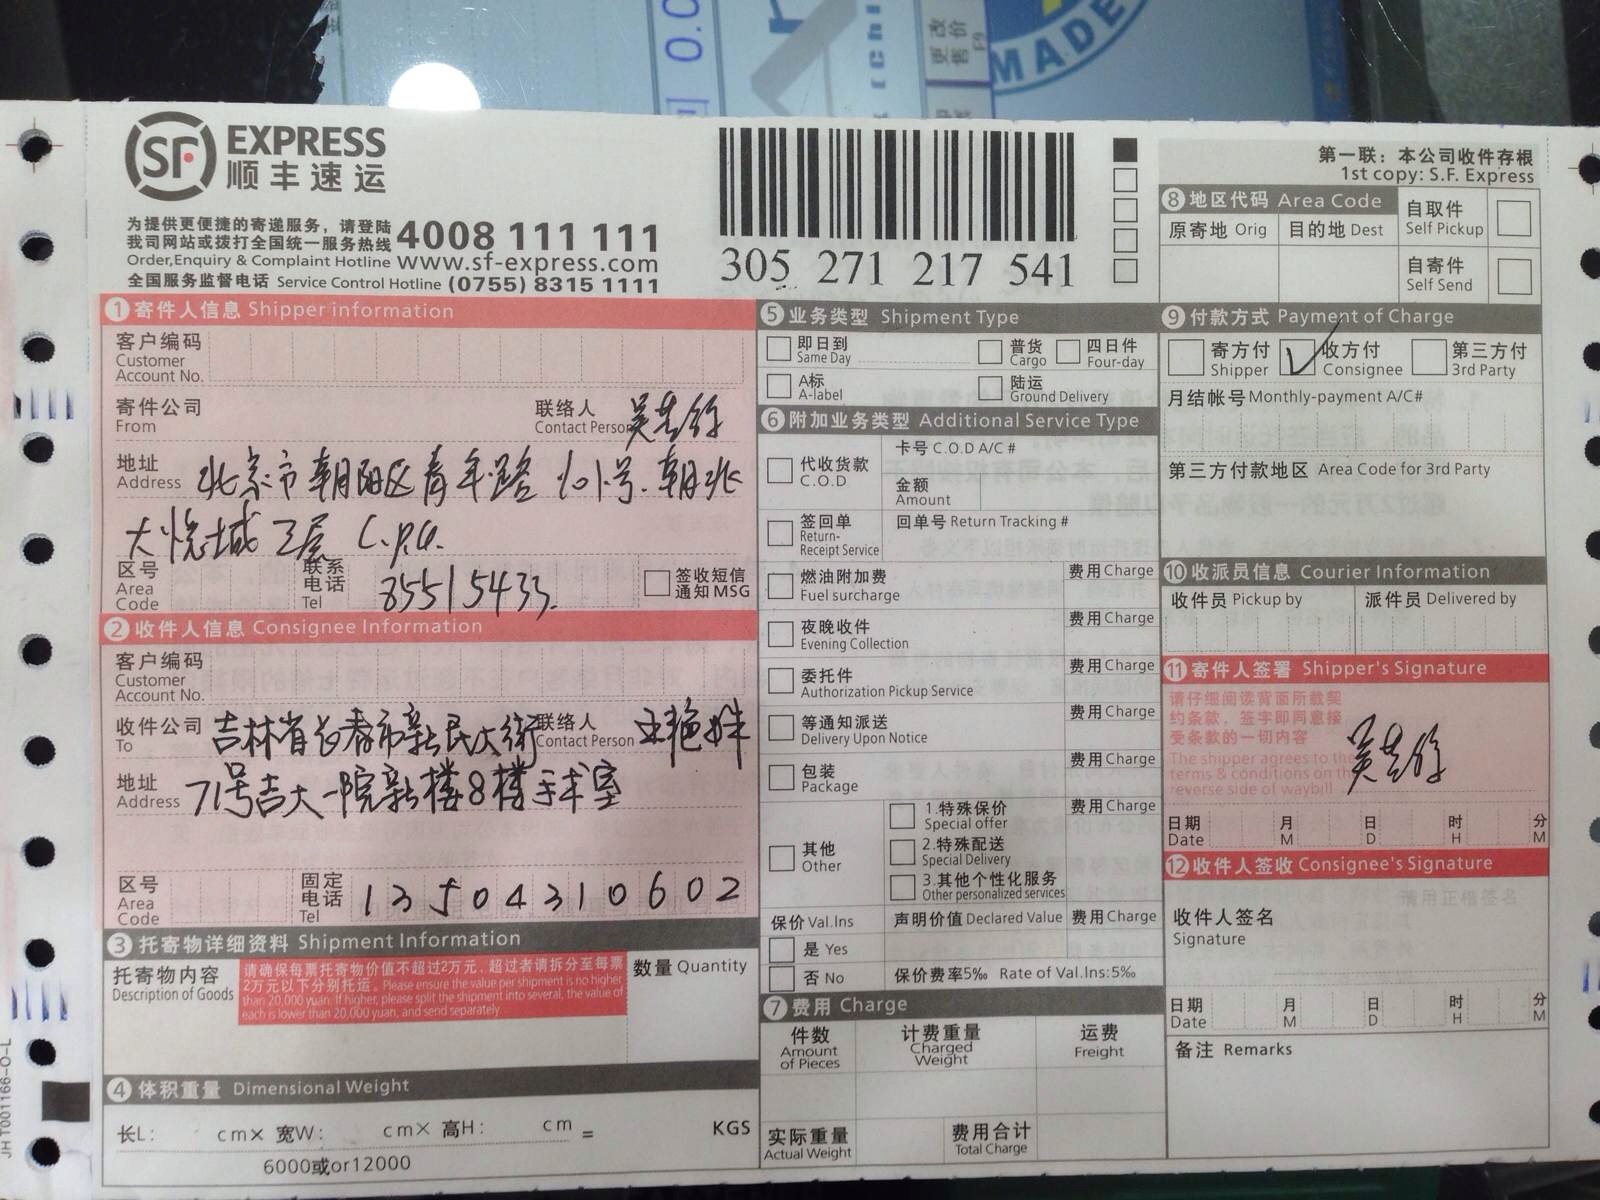 更改
售价
F9
MADE
0.0
SF EXPRESS
顺丰速运
为提供更便捷的寄递服务，请登陆
我司网站或拨打全国统一服务热线 4008 111 111
Order,Enquiry & Complaint Hotline www.sf-express.com
全国服务监督电话 Service Control Hotline (0755) 8315 1111
305 271 217 541
第一联：本公司收件存根
1st copy: S.F. Express
8 地区代码 Area Code
原寄地 Orig 目的地 Dest
自取件
Self Pickup
自寄件
Self Send
1 寄件人信息 Shipper information
客户编码
Customer
Account No.
寄件公司
From
联络人
Contact Person
地址
Address 北京市朝阳区青年路101号.朝北
大悦城三层 C.P.U.
区号
Area
Code
联系
电话
Tel 85515433.
签收短信
通知MSG
2 收件人信息 Consignee Information
客户编码
Customer
Account No.
收件公司
To 吉林省长春市新民大街
联络人
Contact Person
地址
Address 71号吉大一院新楼8楼手术室
区号
Area
Code
固定
电话
Tel 13504310602
3 托寄物详细资料 Shipment Information
托寄物内容
Description of Goods
请确保每票托寄物价值不超过2万元，超过者请拆分至每票
2万元以下分别托运。Please ensure the value per shipment is no higher
than 20,000 yuan. If higher, please split the shipment into several, the value of
each is lower than 20,000 yuan, and send separately.
数量 Quantity
4 体积重量 Dimensional Weight
长L: cm× 宽W: cm× 高H: cm = KGS
6000或or12000
5 业务类型 Shipment Type
即日到
Same Day
普货
Cargo
四日件
Four-day
A标
A-label
陆运
Ground Delivery
6 附加业务类型 Additional Service Type
代收货款
C.O.D
卡号 C.O.D A/C #
金额
Amount
签回单
Return-
Receipt Service
回单号 Return Tracking #
燃油附加费
Fuel surcharge
费用 Charge
夜晚收件
Evening Collection
费用 Charge
委托件
Authorization Pickup Service
费用 Charge
等通知派送
Delivery Upon Notice
费用 Charge
包装
Package
费用 Charge
其他
Other
1.特殊保价
Special offer
2.特殊配送
Special Delivery
3.其他个性化服务
Other personalized services
费用 Charge
保价 Val.Ins 声明价值 Declared Value 费用 Charge
是 Yes
否 No 保价费率5‰ Rate of Val.Ins:5‰
7 费用 Charge
件数
Amount
of Pieces
计费重量
Charged
Weight
运费
Freight
实际重量
Actual Weight
费用合计
Total Charge
9 付款方式 Payment of Charge
寄方付
Shipper
收方付
Consignee
第三方付
3rd Party
月结帐号Monthly-payment A/C#
第三方付款地区 Area Code for 3rd Party
10 收派员信息 Courier Information
收件员 Pickup by 派件员 Delivered by
11 寄件人签署 Shipper's Signature
请仔细阅读背面所载契
约条款，签字即同意接
受条款的一切内容
The shipper agrees to the
terms & conditions on the
reverse side of waybill
日期
Date
月
M
日
D
时
H
分
M
12 收件人签收 Consignee's Signature
请用正楷签名
收件人签名
Signature
日期
Date
月
M
日
D
时
H
分
M
备注 Remarks
JH T001166-O-L